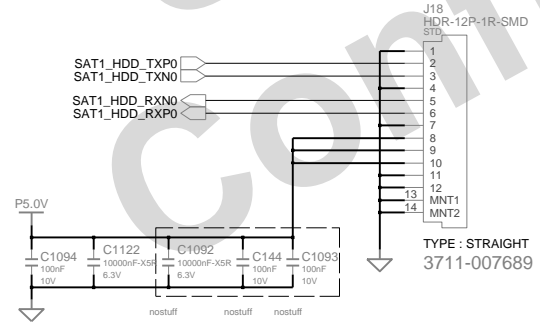 J18
HDR-12P-1R-SMD
STD
1
SAT1_HDD_TXP0
2
SAT1_HDD_TXN0
3
4
SAT1_HDD_RXN0
5
SAT1_HDD_RXP0
6
7
8
9
10
11
12
13
MNT1
14
MNT2
P5.0V
TYPE : STRAIGHT
3711-007689
C1094
100nF
10V
C1122
10000nF-X5R
6.3V
C1092
10000nF-X5R
6.3V
C144
100nF
10V
C1093
100nF
10V
nostuff
nostuff
nostuff